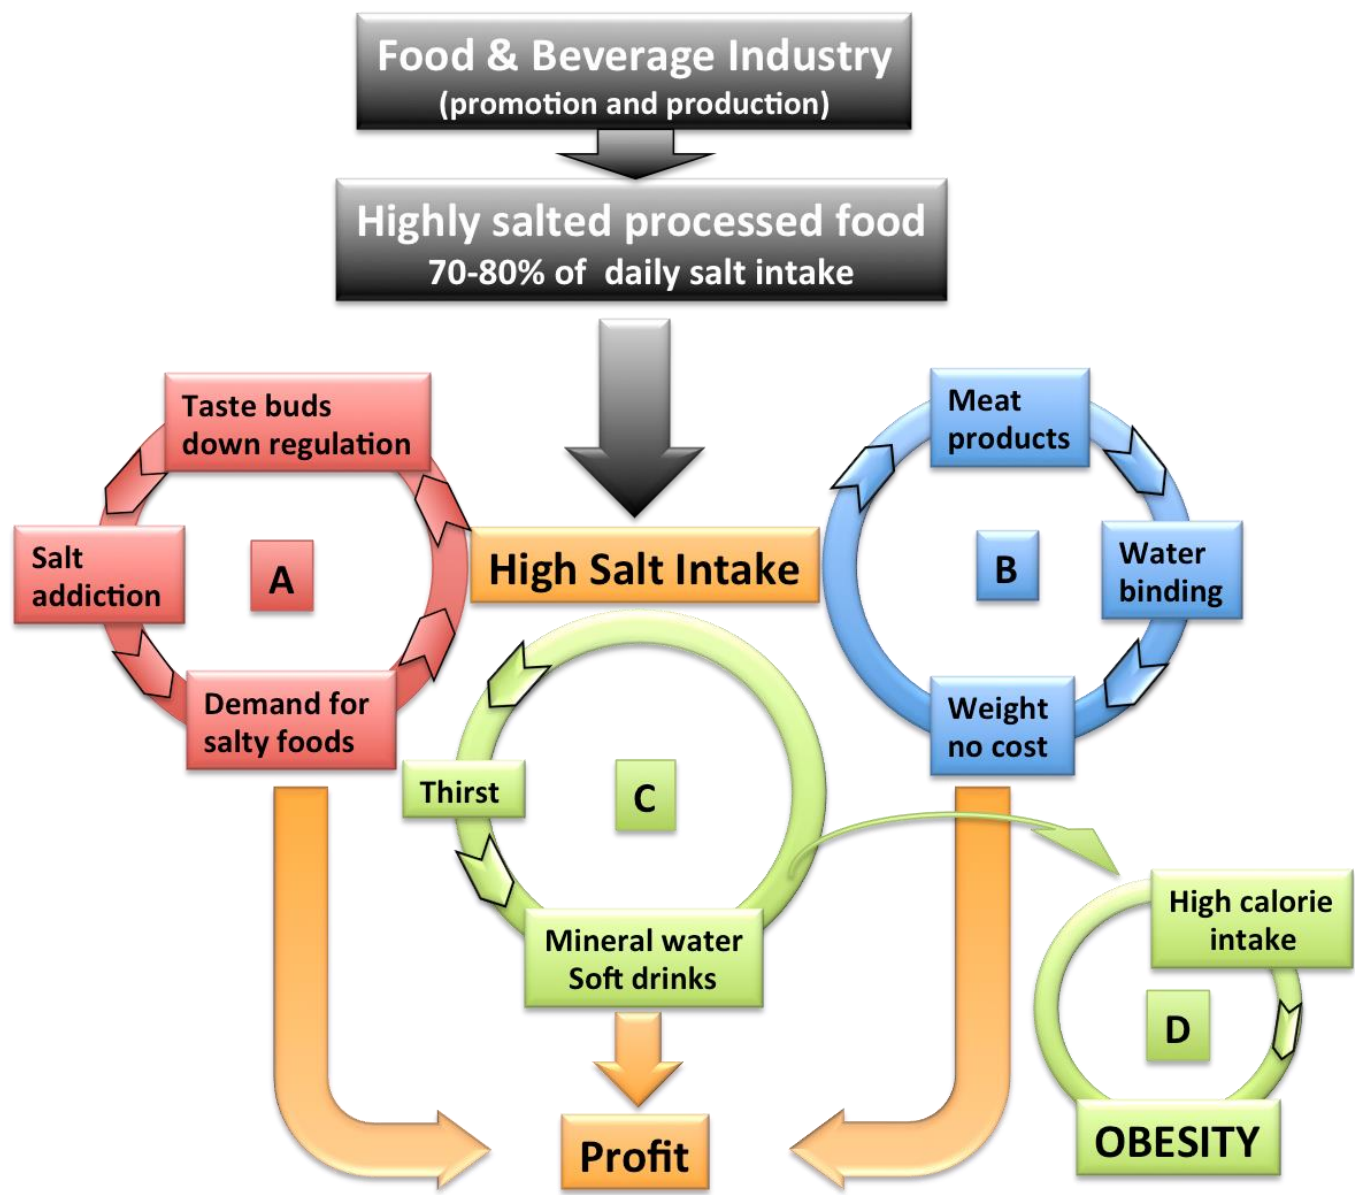 Food & Beverage Industry
(promotion and production)
Highly salted processed food
70-80% of daily salt intake
Taste buds
down regulation
Salt
addiction
A
Demand for
salty foods
High Salt Intake
Meat
products
B
Water
binding
Weight
no cost
Thirst
C
Mineral water
Soft drinks
High calorie
intake
D
OBESITY
Profit